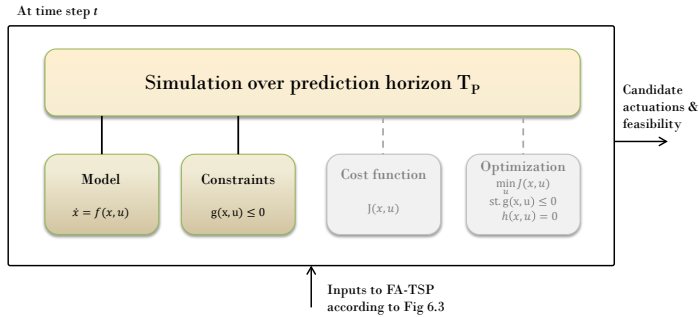 At time step t
Simulation over prediction horizon T_P
Candidate
actuations &
feasibility
Model
ẋ = f(x, u)
Constraints
g(x, u) ≤ 0
Cost function
J(x, u)
Optimization
min J(x, u)
u
st. g(x, u) ≤ 0
h(x, u) = 0
Inputs to FA-TSP
according to Fig 6.3